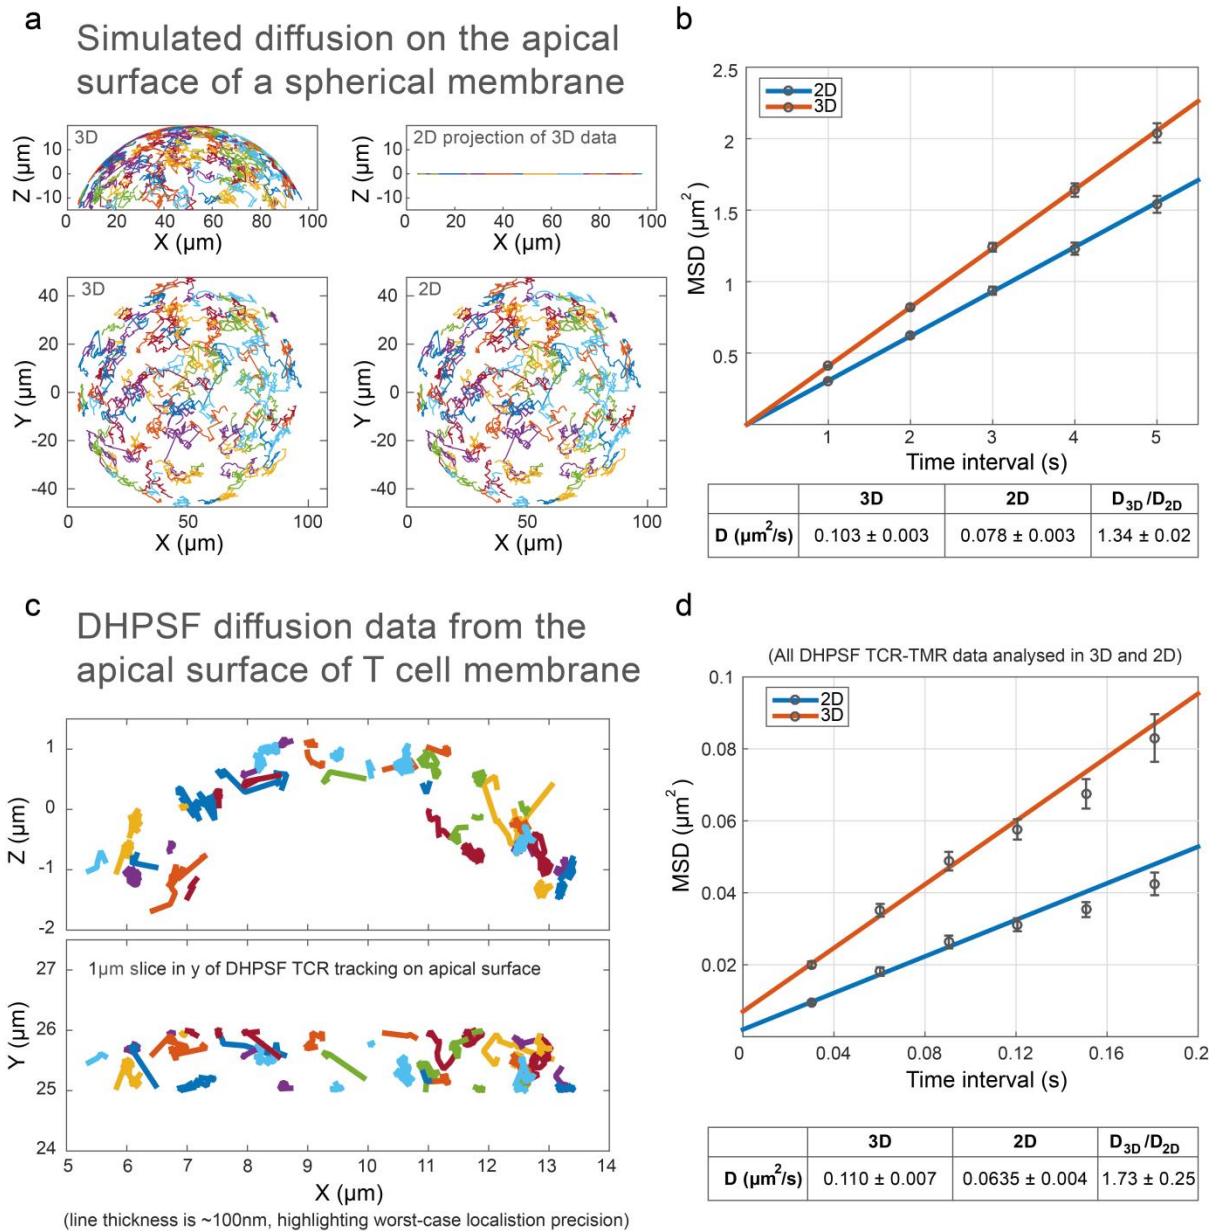 a
Simulated diffusion on the apical
surface of a spherical membrane
3D
Z (µm)
10
0
-10
0 20 40 60 80 100
X (µm)
2D projection of 3D data
Z (µm)
10
0
-10
0 20 40 60 80 100
X (µm)
3D
Y (µm)
40
20
0
-20
-40
0 50 100
X (µm)
2D
Y (µm)
40
20
0
-20
-40
0 50 100
X (µm)
b
2D
3D
MSD (µm²)
2.5
2
1.5
1
0.5
1 2 3 4 5
Time interval (s)
3D 2D D3D/D2D
D (µm²/s) 0.103 ± 0.003 0.078 ± 0.003 1.34 ± 0.02
c
DHPSF diffusion data from the
apical surface of T cell membrane
Z (µm)
1
0
-1
-2
1µm slice in y of DHPSF TCR tracking on apical surface
Y (µm)
27
26
25
24
5 6 7 8 9 10 11 12 13 14
X (µm)
(line thickness is ~100nm, highlighting worst-case localistion precision)
d
(All DHPSF TCR-TMR data analysed in 3D and 2D)
2D
3D
MSD (µm²)
0.1
0.08
0.06
0.04
0.02
0 0.04 0.08 0.12 0.16 0.2
Time interval (s)
3D 2D D3D/D2D
D (µm²/s) 0.110 ± 0.007 0.0635 ± 0.004 1.73 ± 0.25